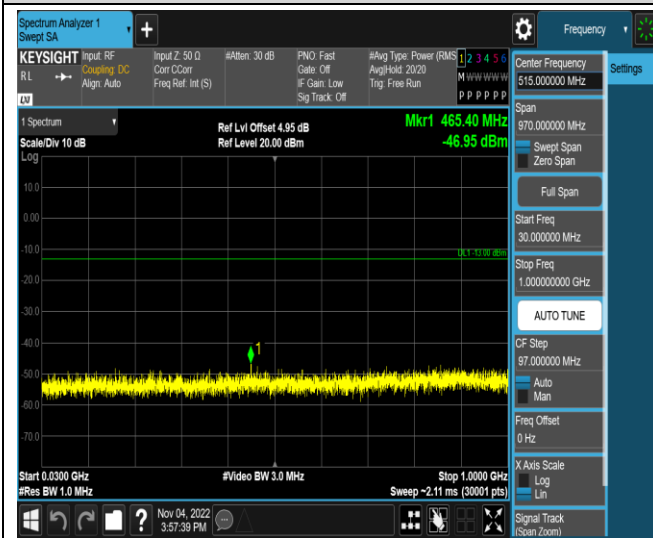 Spectrum Analyzer 1
Swept SA
Frequency
KEYSIGHT
RL
LXI
Input: RF
Coupling: DC
Align: Auto
Input Z: 50 Ω
Corr CCorr
Freq Ref: Int (S)
#Atten: 30 dB
PNO: Fast
Gate: Off
IF Gain: Low
Sig Track: Off
#Avg Type: Power (RMS
Avg|Hold: 20/20
Trig: Free Run
1 2 3 4 5 6
M W W W W W
P P P P P P
1 Spectrum
Scale/Div 10 dB
Ref Lvl Offset 4.95 dB
Ref Level 20.00 dBm
Mkr1 465.40 MHz
-46.95 dBm
Log
10.0
0.00
-10.0
DL1 -13.00 dBm
-20.0
-30.0
-40.0
1
-50.0
-60.0
-70.0
Start 0.0300 GHz
#Video BW 3.0 MHz
Stop 1.0000 GHz
#Res BW 1.0 MHz
Sweep ~2.11 ms (30001 pts)
Nov 04, 2022
3:57:39 PM
Center Frequency
515.000000 MHz
Settings
Span
970.000000 MHz
Swept Span
Zero Span
Full Span
Start Freq
30.000000 MHz
Stop Freq
1.000000000 GHz
AUTO TUNE
CF Step
97.000000 MHz
Auto
Man
Freq Offset
0 Hz
X Axis Scale
Log
Lin
Signal Track
(Span Zoom)